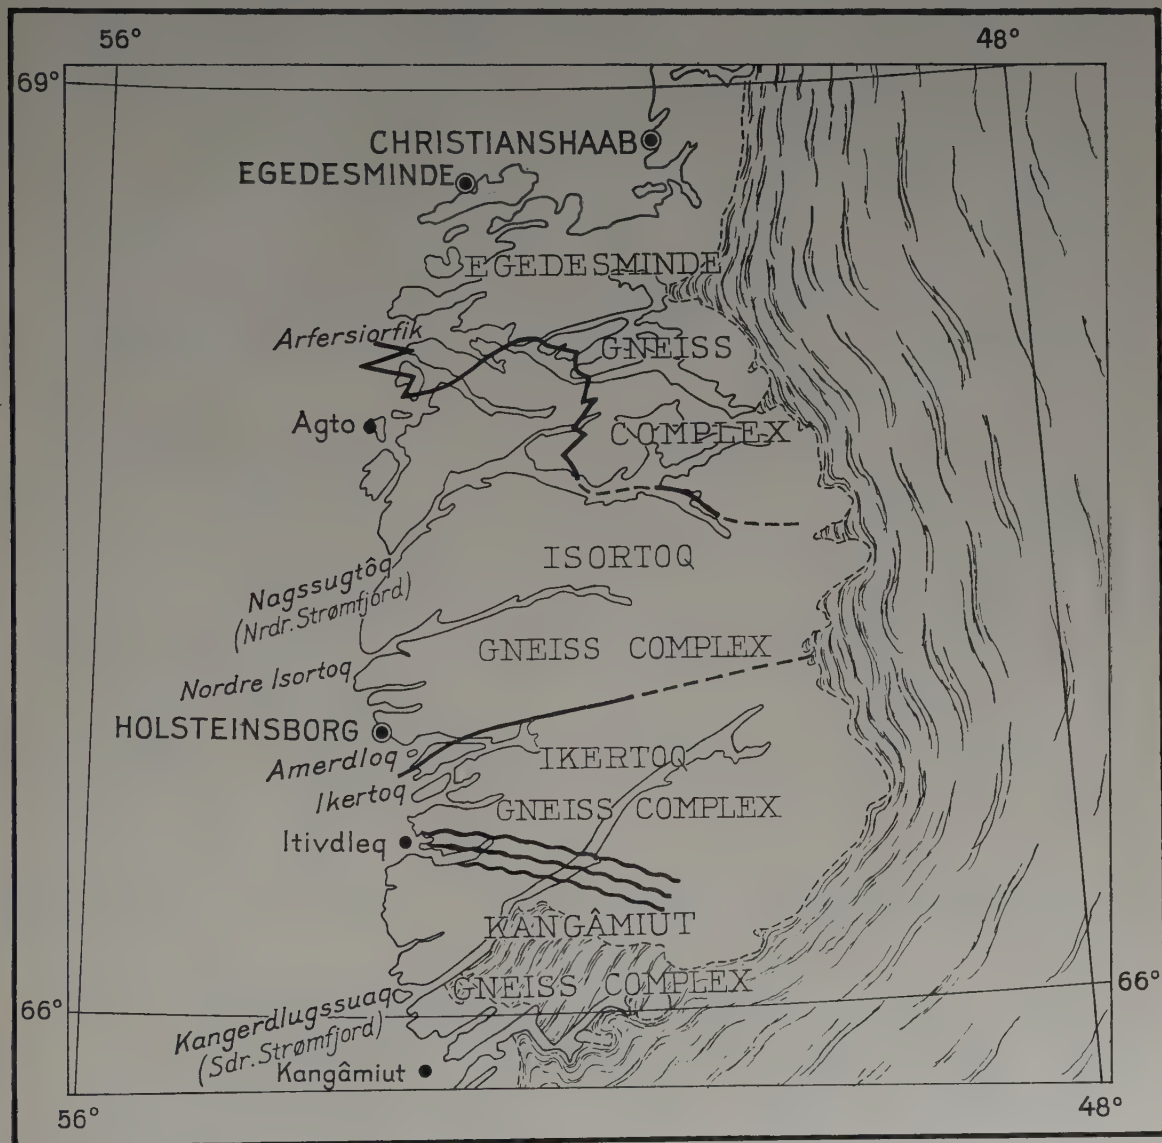 56° 48°
69°
CHRISTIANSHAAB
EGEDESMINDE
EGEDESMINDE
Arfersiorfik
GNEISS
Agto
COMPLEX
ISORTOQ
Nagssugtôq
(Nrdr. Strømfjord)
GNEISS COMPLEX
Nordre Isortoq
HOLSTEINSBORG
Amerdloq
IKERTOQ
Ikertoq
GNEISS COMPLEX
Itivdleq
KANGÂMIUT
GNEISS COMPLEX
66° 66°
Kangerdlugssuaq
(Sdr. Strømfjord)
Kangâmiut
56° 48°